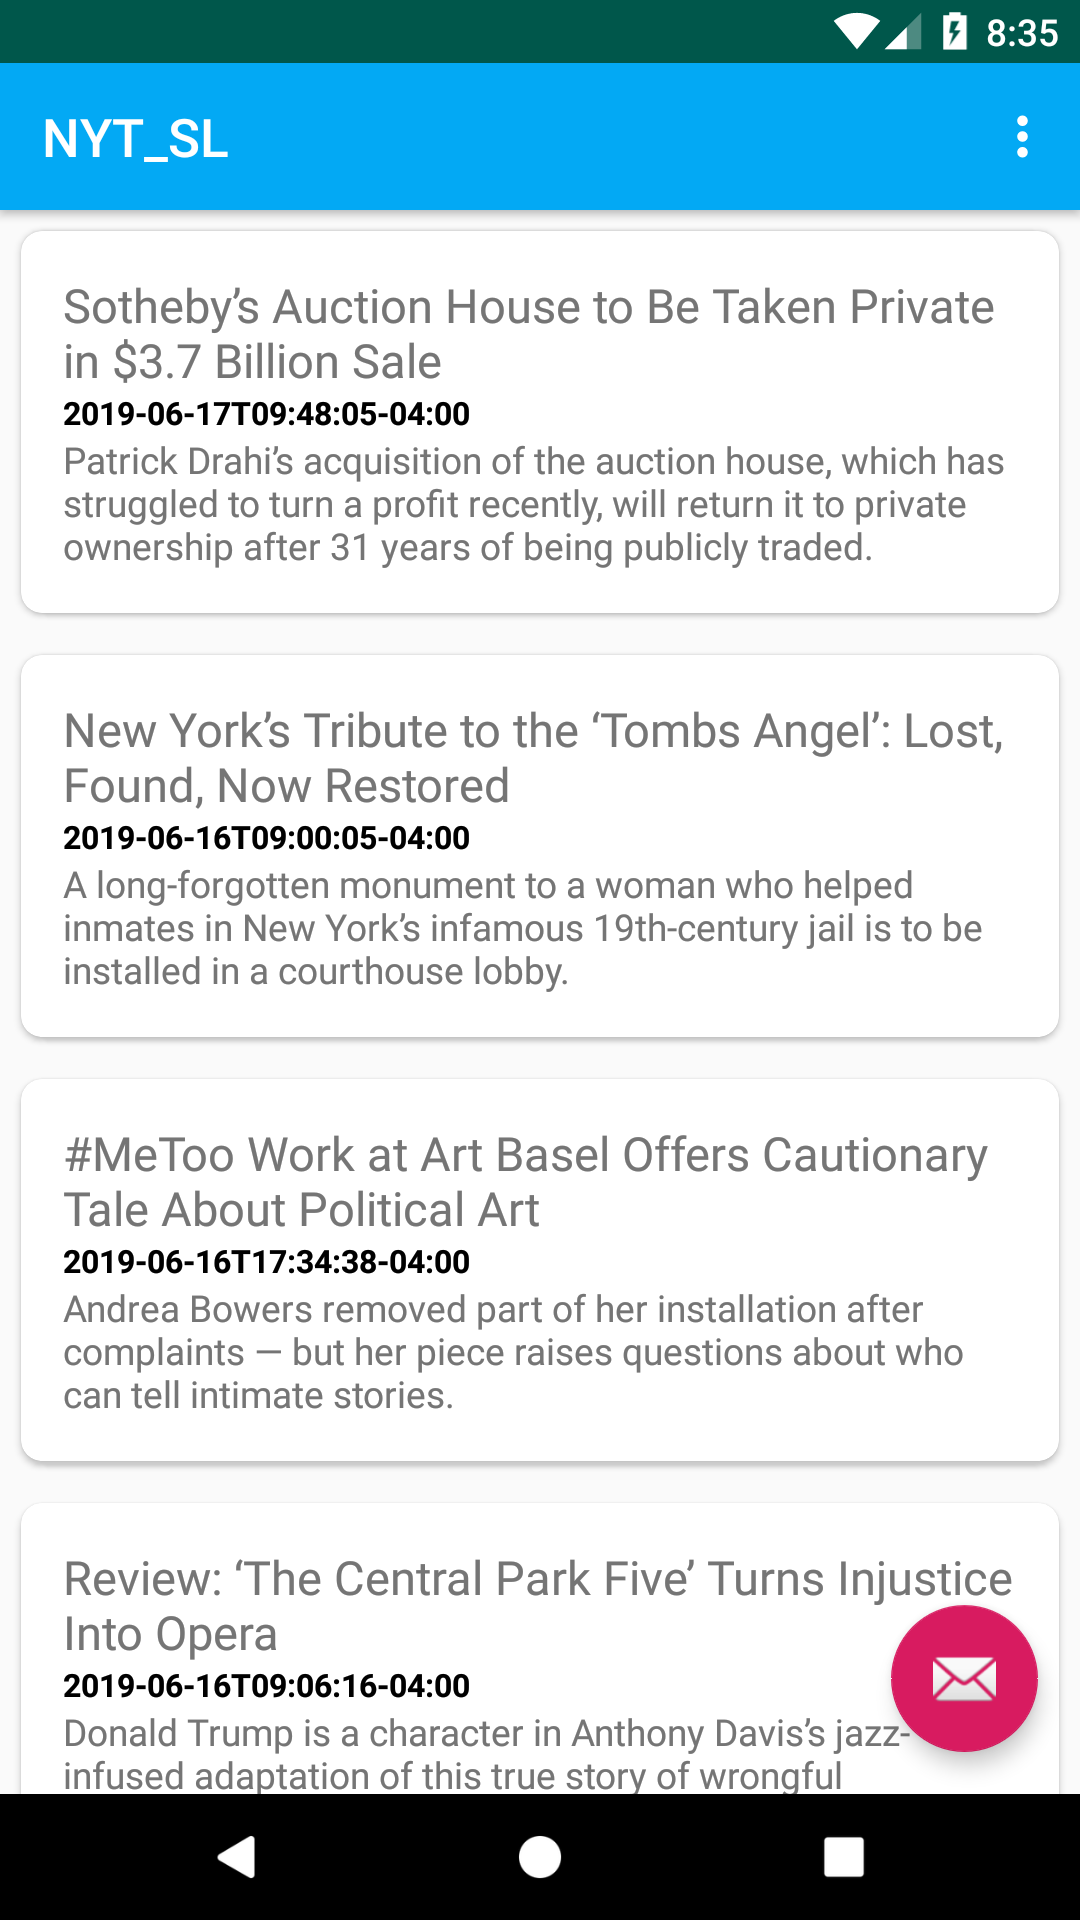 8:35
NYT_SL
Sotheby’s Auction House to Be Taken Private
in $3.7 Billion Sale
2019-06-17T09:48:05-04:00
Patrick Drahi’s acquisition of the auction house, which has
struggled to turn a profit recently, will return it to private
ownership after 31 years of being publicly traded.
New York’s Tribute to the ‘Tombs Angel’: Lost,
Found, Now Restored
2019-06-16T09:00:05-04:00
A long-forgotten monument to a woman who helped
inmates in New York’s infamous 19th-century jail is to be
installed in a courthouse lobby.
#MeToo Work at Art Basel Offers Cautionary
Tale About Political Art
2019-06-16T17:34:38-04:00
Andrea Bowers removed part of her installation after
complaints — but her piece raises questions about who
can tell intimate stories.
Review: ‘The Central Park Five’ Turns Injustice
Into Opera
2019-06-16T09:06:16-04:00
Donald Trump is a character in Anthony Davis’s jazz-
infused adaptation of this true story of wrongful